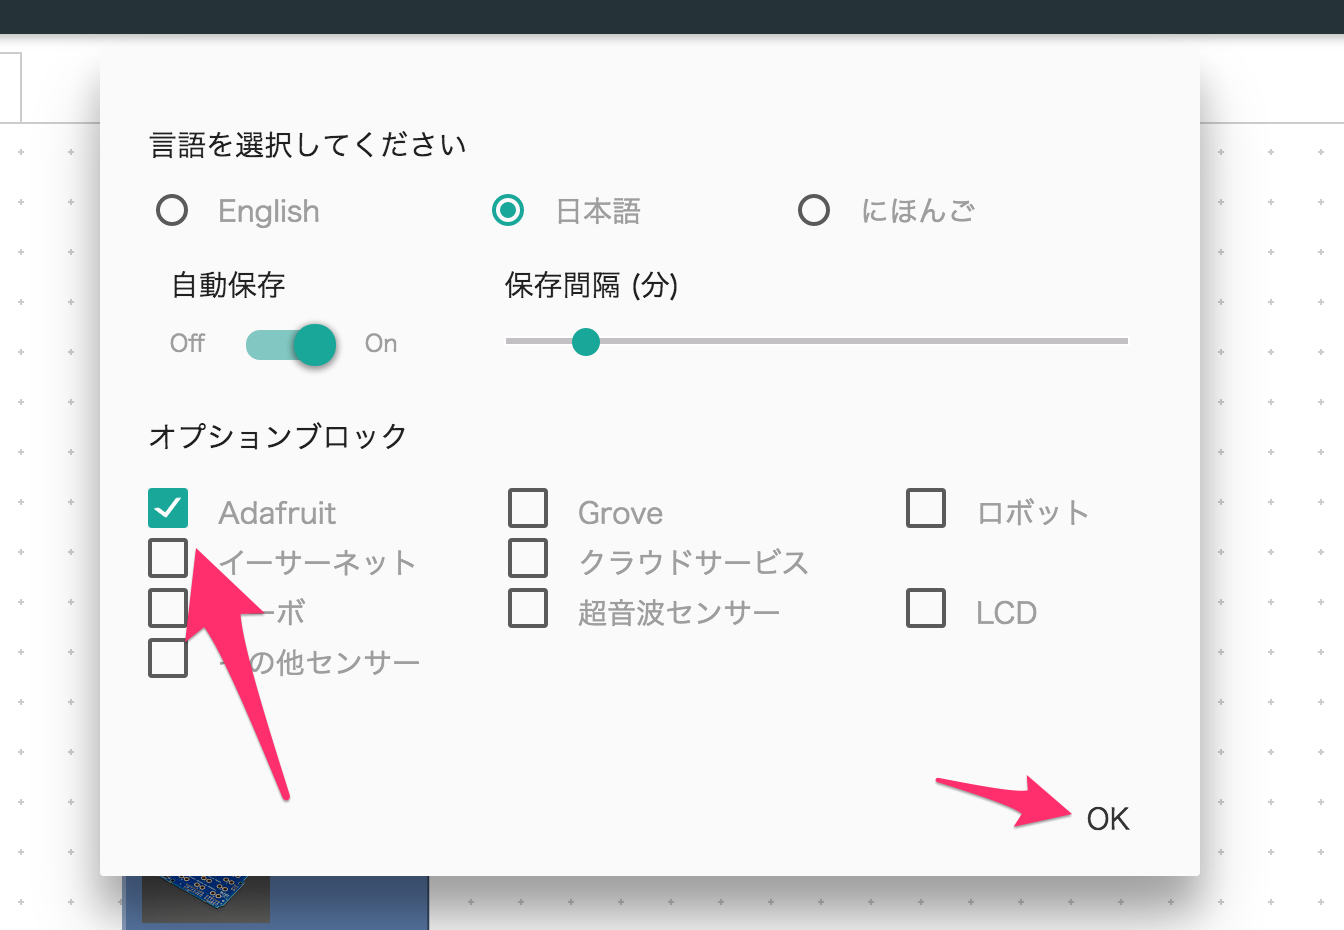 言語を選択してください
English 日本語 にほんご
自動保存 保存間隔 (分)
Off On
オプションブロック
Adafruit Grove ロボット
イーサーネット クラウドサービス
ーボ 超音波センサー LCD
の他センサー
OK